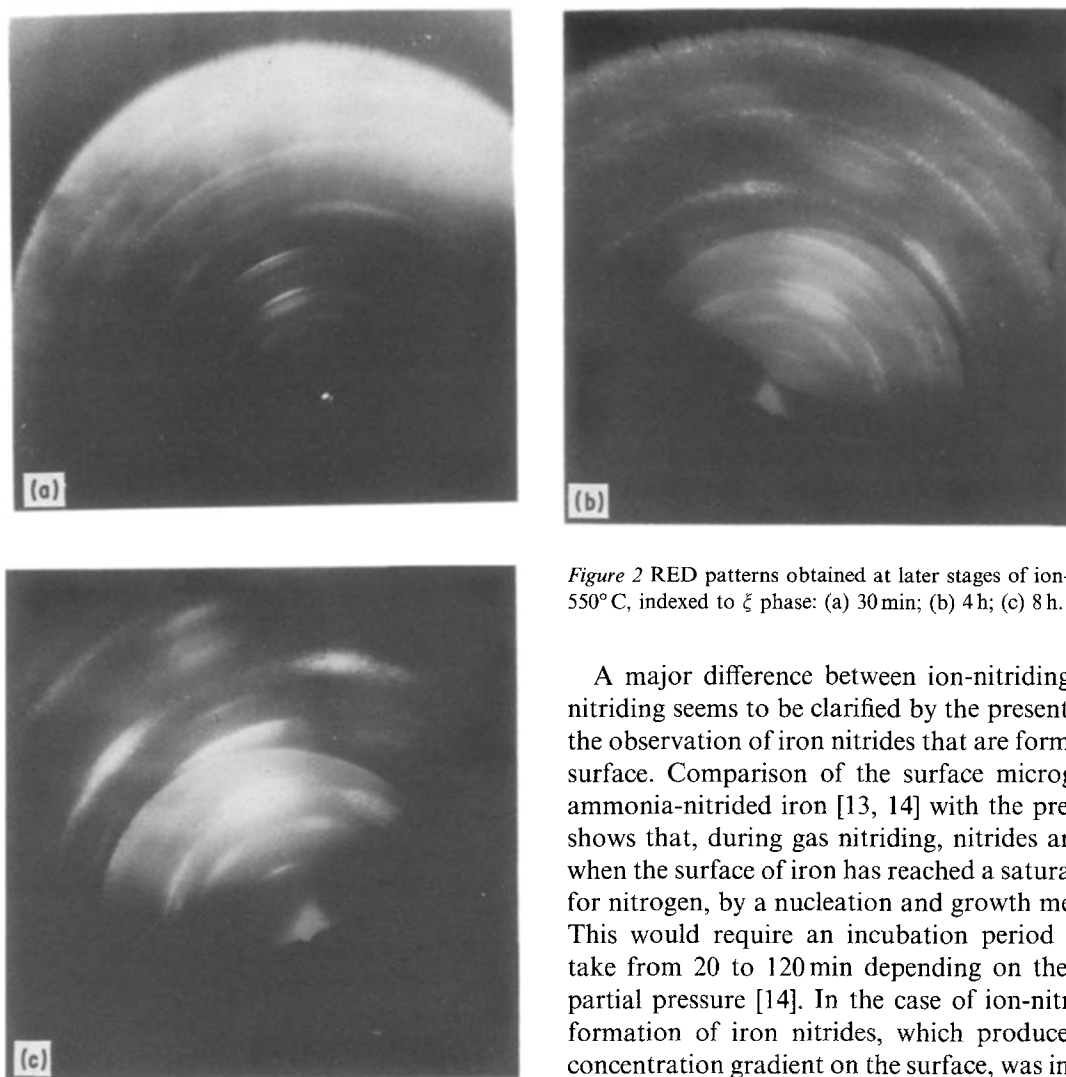 (a)
(b)
(c)
Figure 2 RED patterns obtained at later stages of ion-
550° C, indexed to ξ phase: (a) 30 min; (b) 4 h; (c) 8 h.
A major difference between ion-nitriding
nitriding seems to be clarified by the present
the observation of iron nitrides that are form
surface. Comparison of the surface microg
ammonia-nitrided iron [13, 14] with the pre
shows that, during gas nitriding, nitrides ar
when the surface of iron has reached a satura
for nitrogen, by a nucleation and growth me
This would require an incubation period
take from 20 to 120 min depending on the
partial pressure [14]. In the case of ion-nitr
formation of iron nitrides, which produce
concentration gradient on the surface, was in